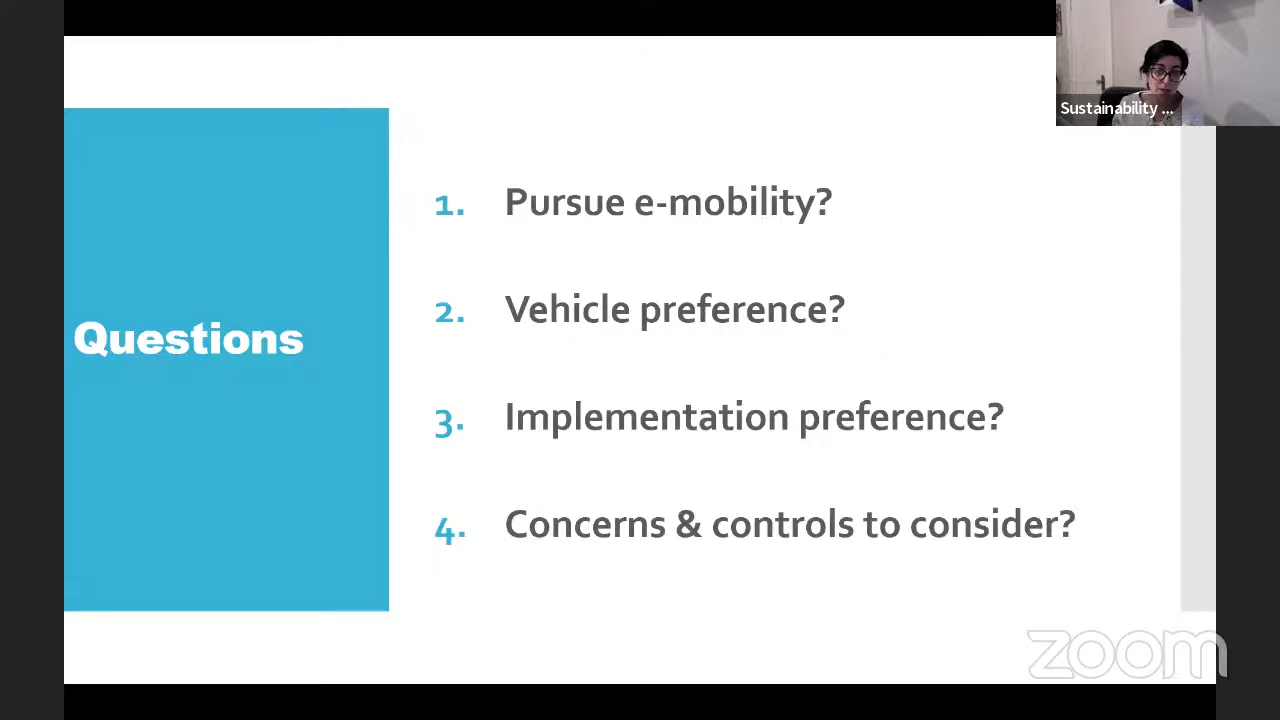 Sustainability ...
Questions
1. Pursue e-mobility?
2. Vehicle preference?
3. Implementation preference?
4. Concerns & controls to consider?
zoom